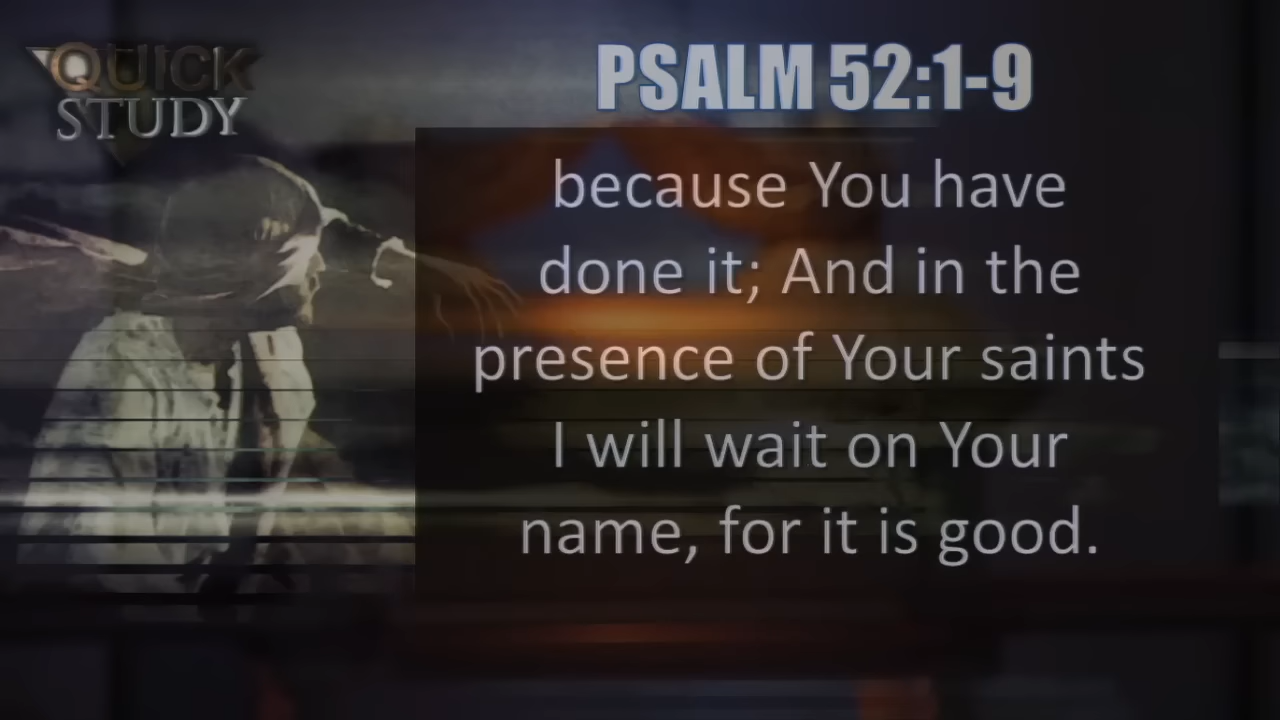 QUICK
STUDY
PSALM 52:1-9
because You have
done it; And in the
presence of Your saints
I will wait on Your
name, for it is good.